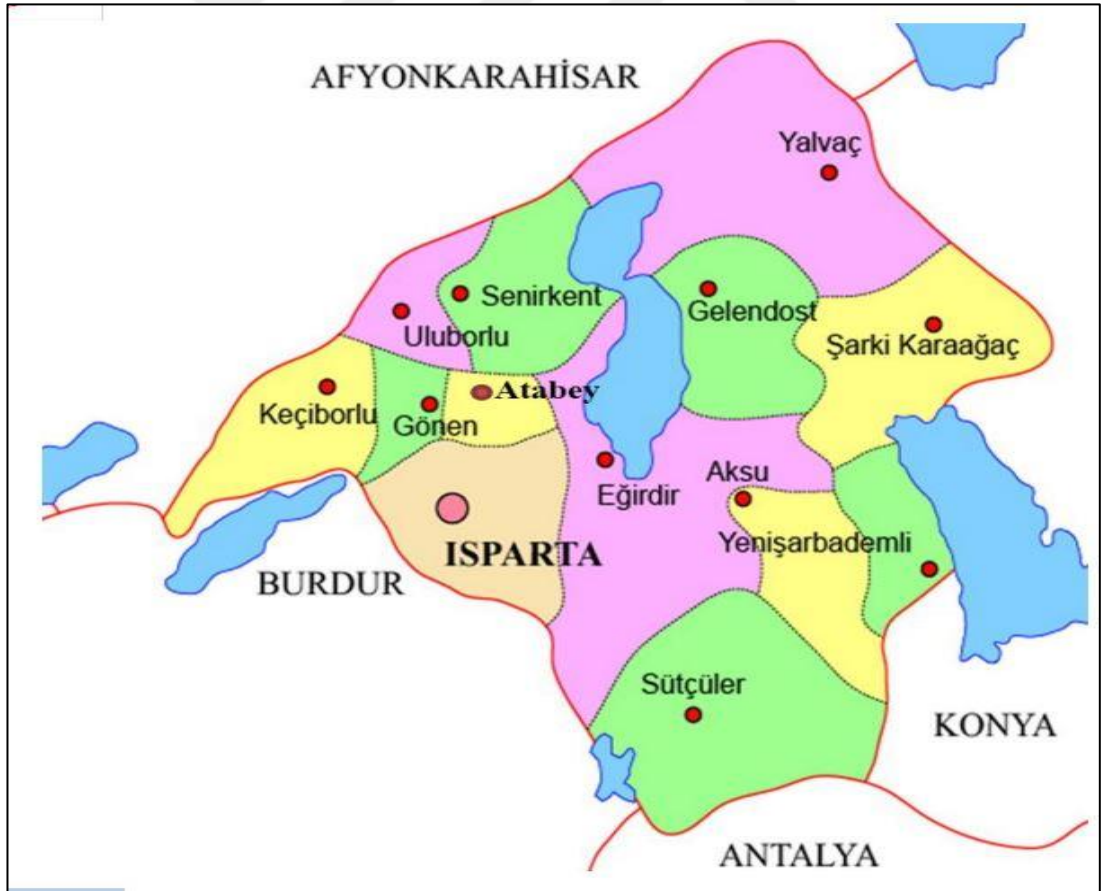 AFYONKARAHİSAR
Yalvaç
Senirkent
Gelendost
Uluborlu
Şarki Karaağaç
Atabey
Keçiborlu
Gönen
Aksu
Eğirdir
Yenişarbademli
ISPARTA
BURDUR
Sütçüler
KONYA
ANTALYA